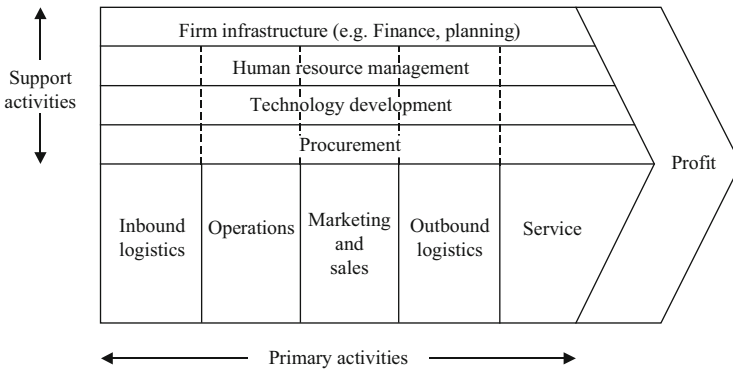 Firm infrastructure (e.g. Finance, planning)
Human resource management
Technology development
Procurement
Support
activities
Profit
Inbound
logistics
Operations
Marketing
and
sales
Outbound
logistics
Service
Primary activities